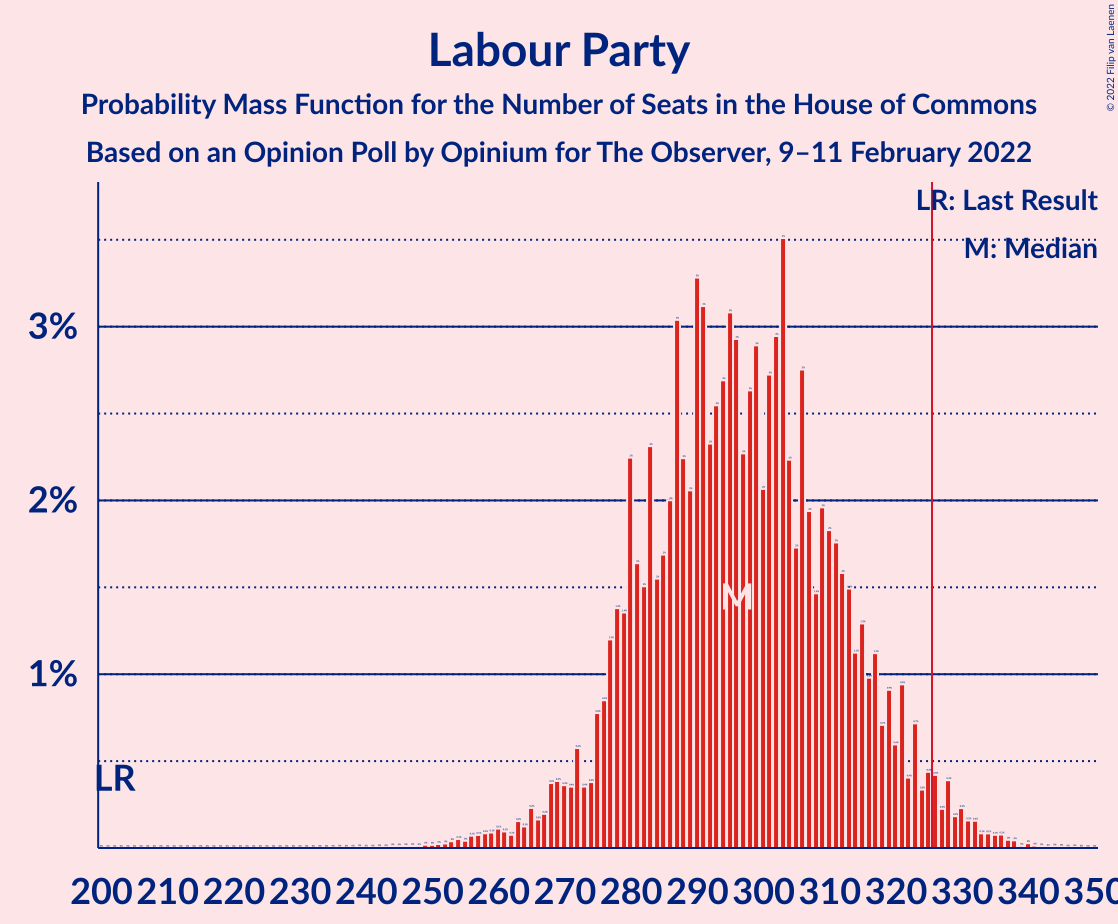 Labour Party
Probability Mass Function for the Number of Seats in the House of Commons
Based on an Opinion Poll by Opinium for The Observer, 9–11 February 2022
© 2022 Filip van Laenen
LR: Last Result
M: Median
3%
2%
1%
M
LR
200 210 220 230 240 250 260 270 280 290 300 310 320 330 340 350